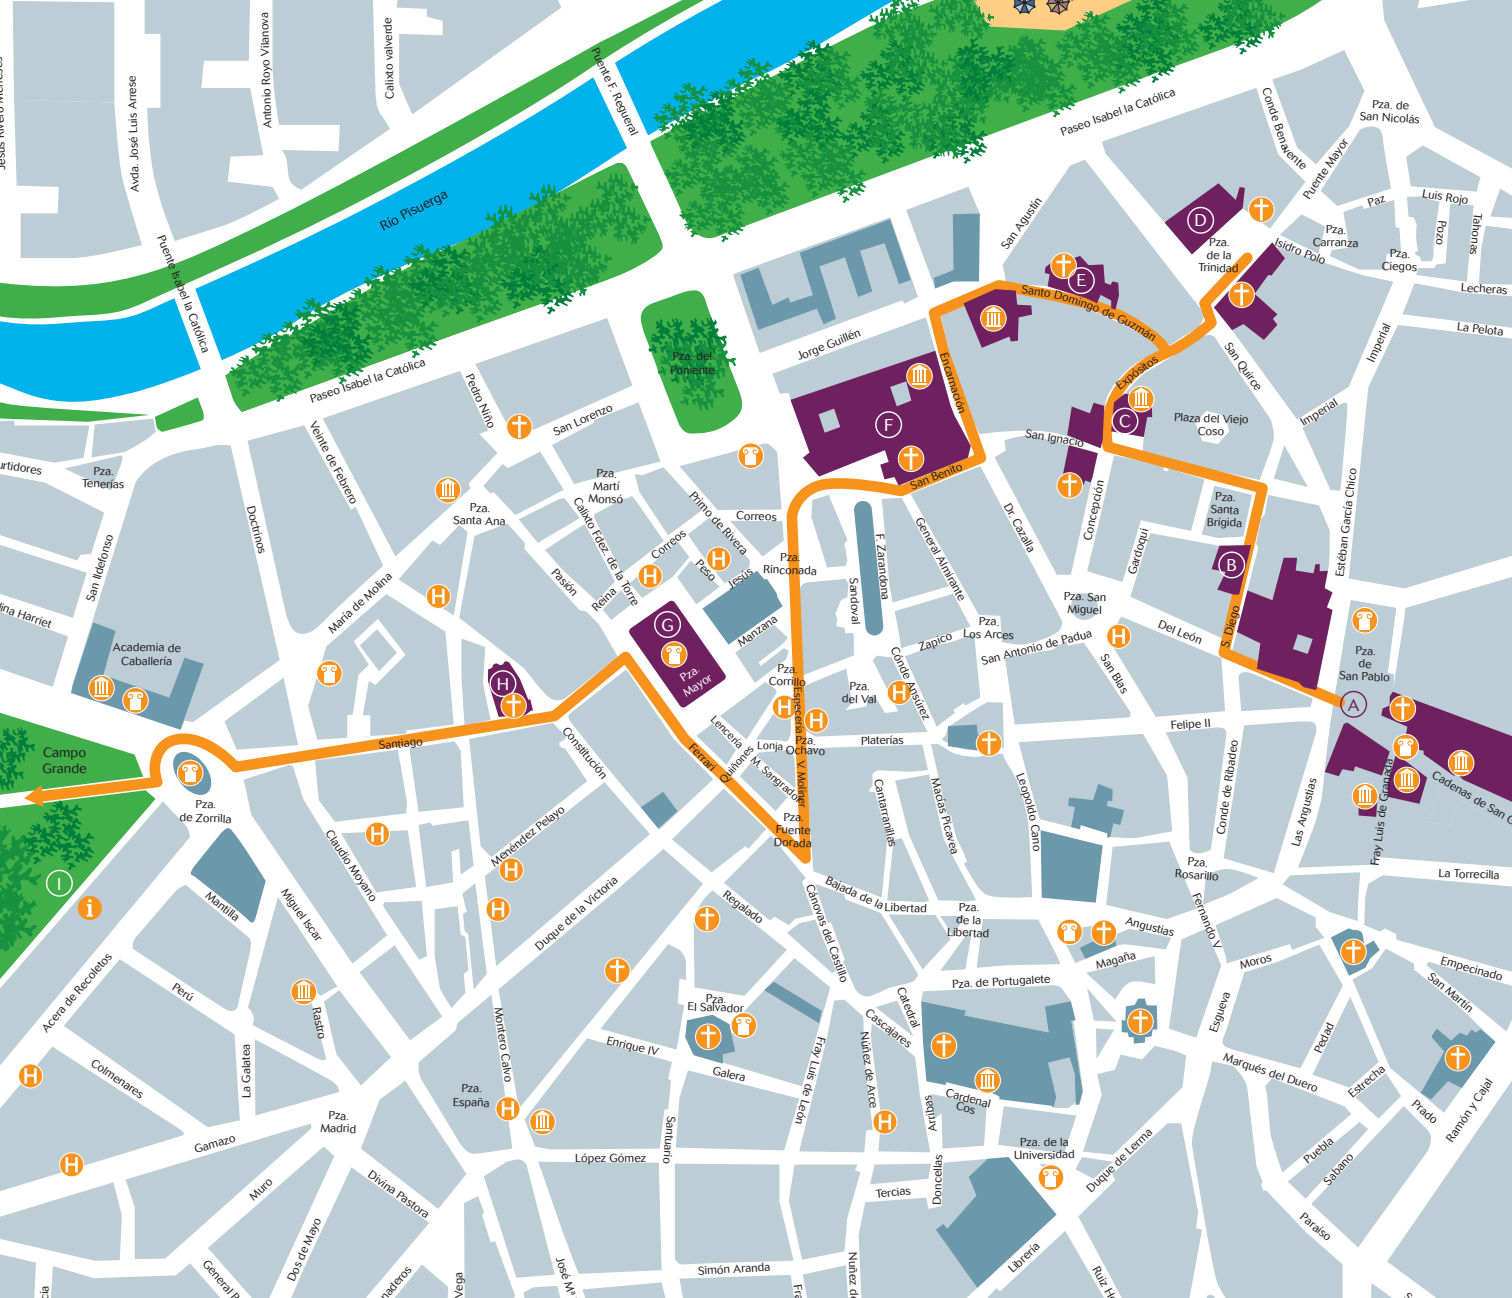 Avda. José Luis Arrese
Antonio Royo Vilanova
Calixto valverde
Puente F. Regueral
Río Pisuerga
Puente Isabel la Católica
Paseo Isabel la Católica
Paseo Isabel la Católica
Conde Benavente
Pza. de
San Nicolás
Puente Mayor
Luis Rojo
Paz
Pozo
Tahonas
Pza.
Carranza
Pza.
Ciegos
Isidro Polo
Lecheras
La Pelota
Imperial
Imperial
D
Pza.
de la
Trinidad
San Agustín
E
Santo Domingo
de Guzmán
San Quirce
Expósitos
C
Plaza del Viejo
Coso
Jorge Guillén
Encarnación
F
San Benito
San Ignacio
Concepción
Dr. Cazalla
Gardoqui
Pza.
Santa
Brígida
B
S. Diego
Estéban García Chico
Pza.
de
San Pablo
A
Pza. del
Poniente
Pedro Niño
San Lorenzo
Veinte de Febrero
Pza.
Tenerías
Doctrinos
San Ildefonso
Academia de
Caballería
María de Molina
Pza.
Santa Ana
Pza.
Martí
Monsó
Calixto Fdez. de la Torre
Pasión
Primo de Rivera
Correos
Correos
Peso
Jesús
Reina
Manzana
G
Pza.
Mayor
H
Pza.
Rinconada
Sandoval
F. Zarandona
General Almirante
Zapico
Pza.
Los Arces
Pza. San
Miguel
San Antonio de Padua
Del León
San Blas
Pza.
Corrillo
Especería
Pza.
del Val
Conde Ansúrez
Pza.
Ochavo
Lonja
Platerías
Lencería
Quiñones
M. Sangrador
V. Moliner
Ferrari
Felipe II
Conde de Ribadeo
Las Angustias
Fray Luis de Granada
Cadenas de San G
Santiago
Constitución
Campo
Grande
Pza.
de Zorrilla
I
i
Mantilla
Claudio Moyano
Miguel Iscar
Menéndez Pelayo
Duque de la Victoria
Pza.
Fuente
Dorada
Regalado
Cánovas del Castillo
Bajada de la
Libertad
Cantarranillas
Macías Picavea
Leopoldo Cano
Pza.
de la
Libertad
Angustias
Magaña
Pza.
Rosarillo
Fernando V
La Torrecilla
Moros
Empecinado
San Martín
Esgueva
Piedad
Marqués del Duero
Estrecha
Prado
Ramón y Cajal
Puebla
Sábano
Paraíso
Acera de Recoletos
Perú
Rastro
La Galatea
Colmenares
Gamazo
Pza.
Madrid
Muro
Dos de Mayo
Divina Pastora
Montero Calvo
Pza.
España
Enrique IV
Pza.
El Salvador
Galera
Santuario
López Gómez
Fray Luis de León
Núñez de Arce
Cascajares
Catedral
Arribas
Pza. de Portugalete
Cardenal
Cos
Doncellas
Tercias
Simón Aranda
Pza. de la
Universidad
Duque de Lerma
Librería